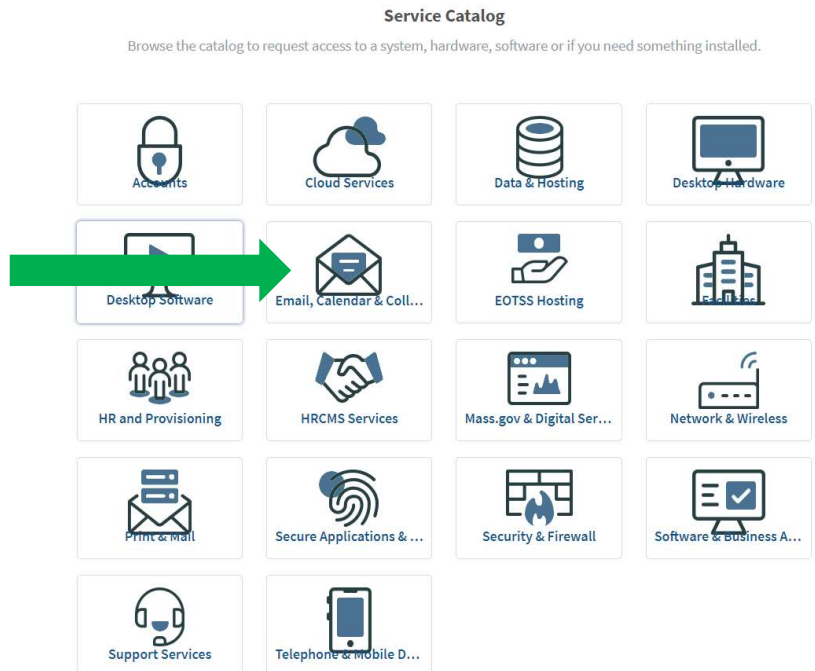 Service Catalog
Browse the catalog to request access to a system, hardware, software or if you need something installed.
Accounts
Cloud Services
Data & Hosting
Desktop Hardware
Desktop Software
Email, Calendar & Coll...
EOTSS Hosting
Facilities
HR and Provisioning
HRCMS Services
Mass.gov & Digital Ser...
Network & Wireless
Print & Mail
Secure Applications & ...
Security & Firewall
Software & Business A...
Support Services
Telephone & Mobile D...